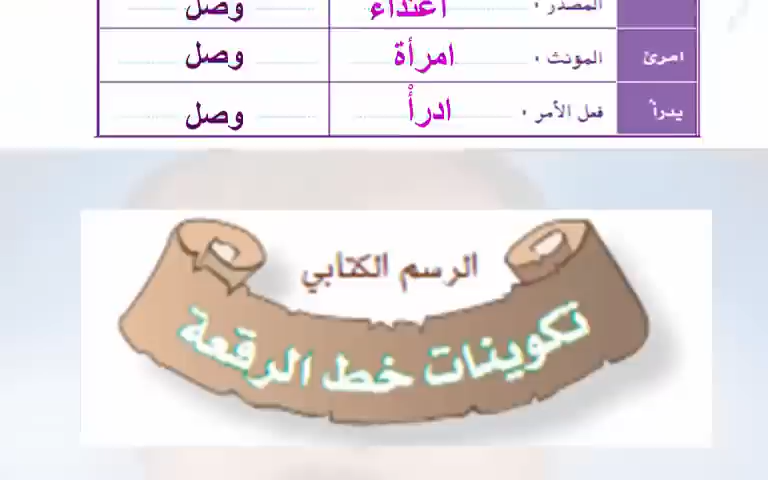 المصدر : اعتداء وصل
امرئ المؤنث : امرأة وصل
يدرأ فعل الأمر : ادرأْ وصل
الرسم الكتابي
تكوينات خط الرقعة